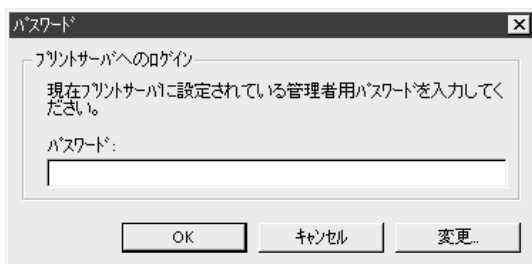 パスワード
プリントサーバへのログイン
現在プリントサーバに設定されている管理者用パスワードを入力してく
ださい。
パスワード:
OK
キャンセル
変更...